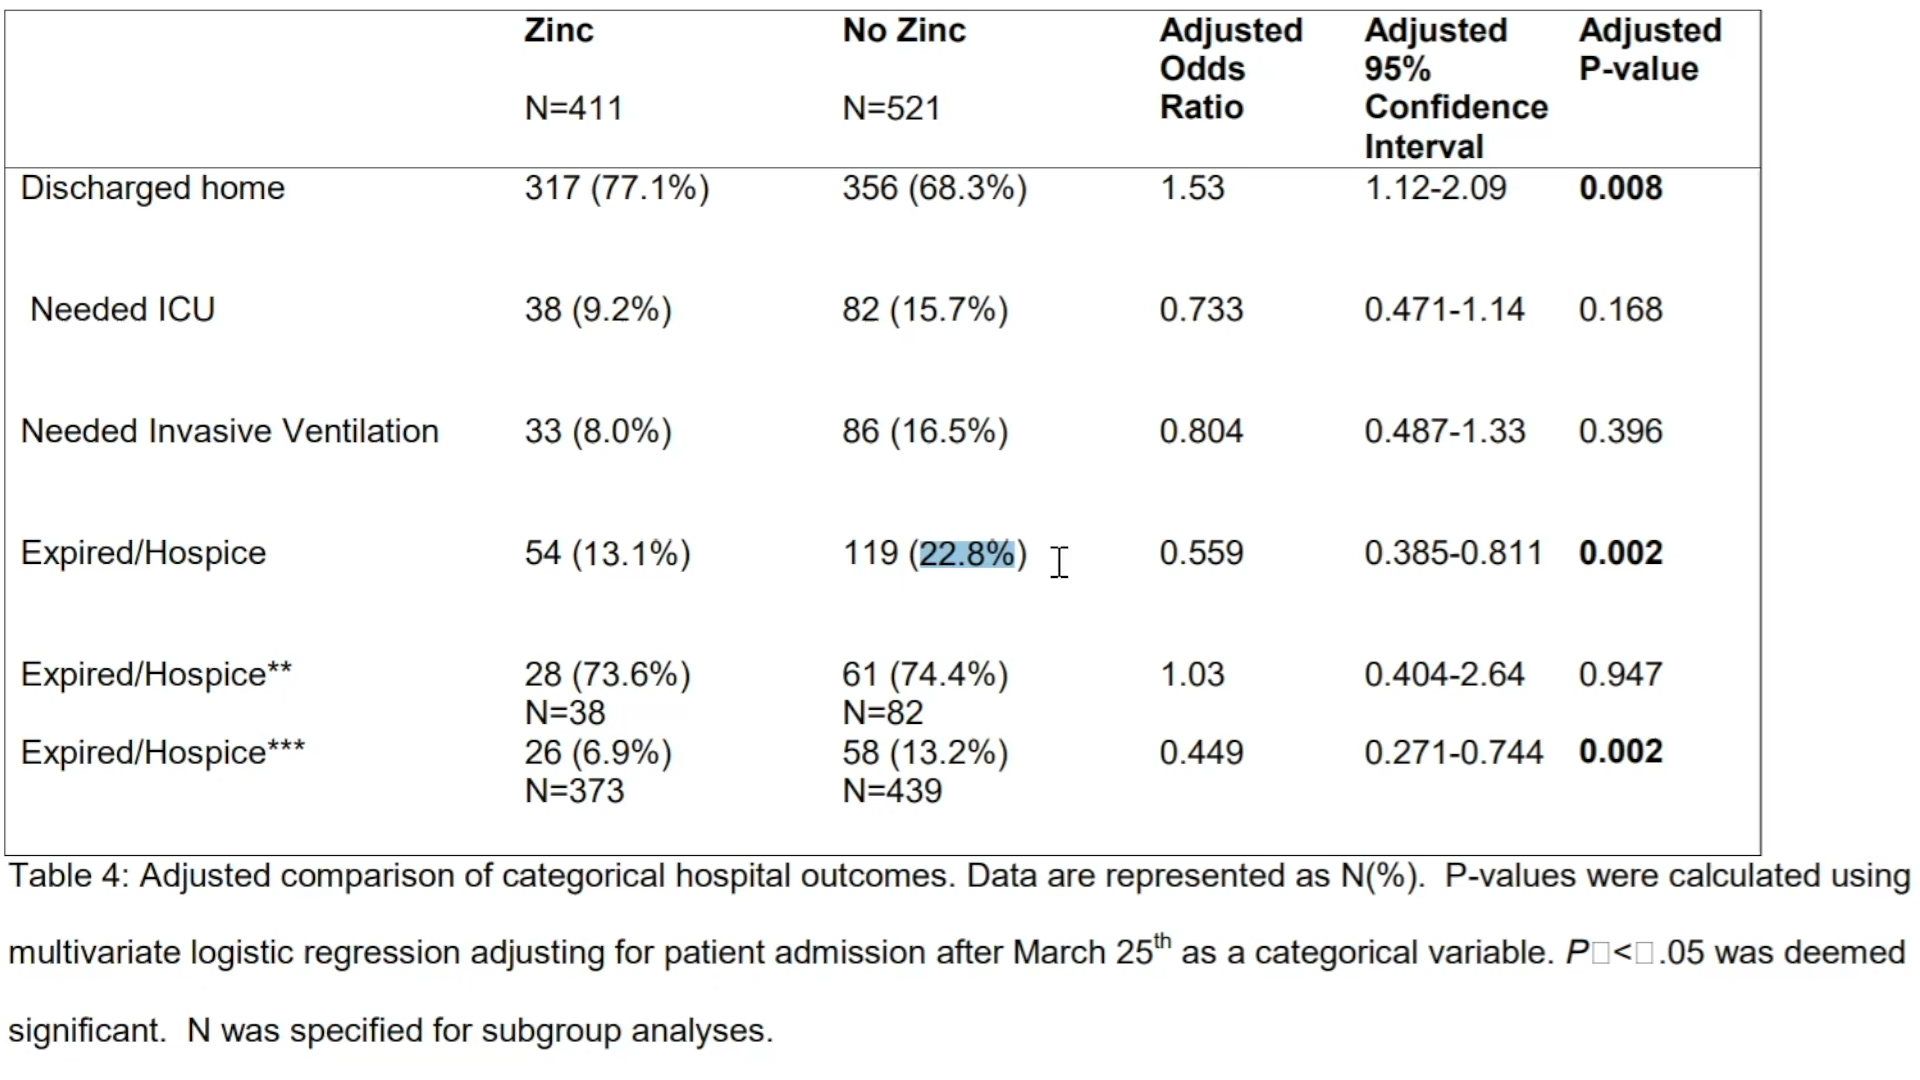 Zinc No Zinc Adjusted Adjusted Adjusted
Odds 95% P-value
N=411 N=521 Ratio Confidence
Interval
Discharged home 317 (77.1%) 356 (68.3%) 1.53 1.12-2.09 0.008
Needed ICU 38 (9.2%) 82 (15.7%) 0.733 0.471-1.14 0.168
Needed Invasive Ventilation 33 (8.0%) 86 (16.5%) 0.804 0.487-1.33 0.396
Expired/Hospice 54 (13.1%) 119 (22.8%) 0.559 0.385-0.811 0.002
Expired/Hospice** 28 (73.6%) 61 (74.4%) 1.03 0.404-2.64 0.947
N=38 N=82
Expired/Hospice*** 26 (6.9%) 58 (13.2%) 0.449 0.271-0.744 0.002
N=373 N=439
Table 4: Adjusted comparison of categorical hospital outcomes. Data are represented as N(%). P-values were calculated using
multivariate logistic regression adjusting for patient admission after March 25th as a categorical variable. P□<□.05 was deemed
significant. N was specified for subgroup analyses.